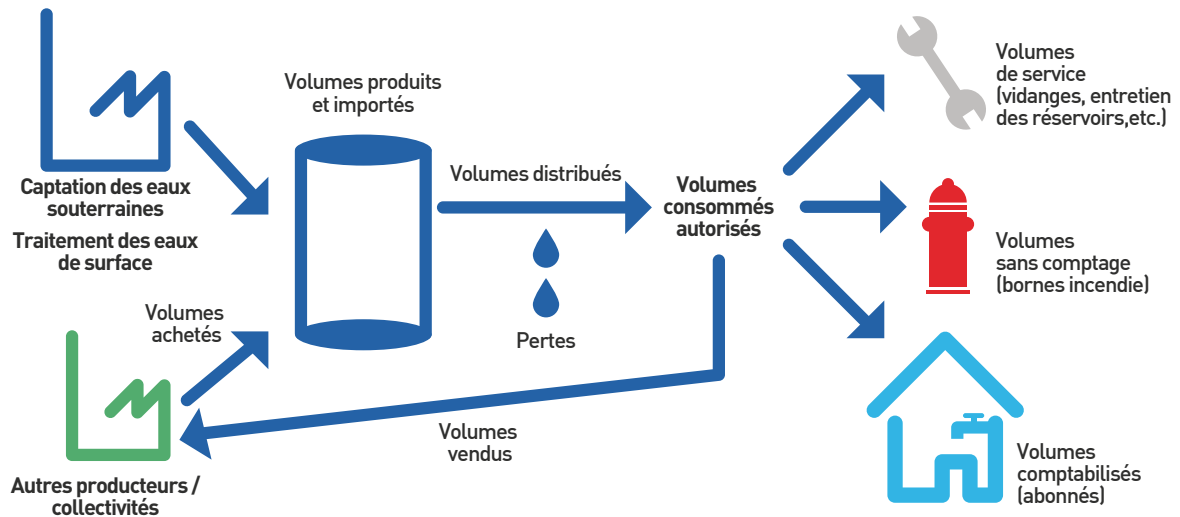 Volumes produits
et importés
Captation des eaux
souterraines
Traitement des eaux
de surface
Volumes
achetés
Autres producteurs /
collectivités
Volumes distribués
Pertes
Volumes
consommés
autorisés
Volumes
vendus
Volumes
de service
(vidanges, entretien
des réservoirs,etc.)
Volumes
sans comptage
(bornes incendie)
Volumes
comptabilisés
(abonnés)